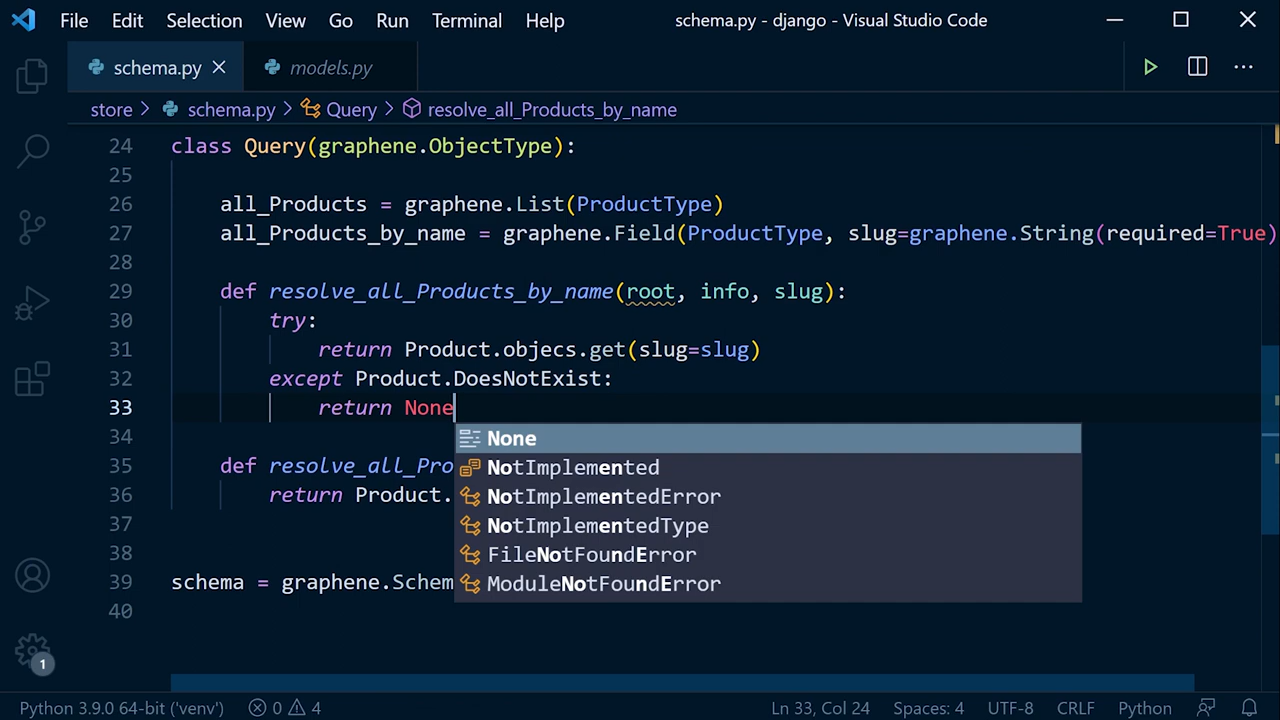 File Edit Selection View Go Run Terminal Help schema.py - django - Visual Studio Code
schema.py models.py
store schema.py Query resolve_all_Products_by_name
24 class Query(graphene.ObjectType):
25
26 all_Products = graphene.List(ProductType)
27 all_Products_by_name = graphene.Field(ProductType, slug=graphene.String(required=True)
28
29 def resolve_all_Products_by_name(root, info, slug):
30 try:
31 return Product.objecs.get(slug=slug)
32 except Product.DoesNotExist:
33 return None
None
34
35 def resolve_all_Pro
NotImplemented
36 return Product.
NotImplementedError
37
NotImplementedType
38
FileNotFoundError
39 schema = graphene.Schem
ModuleNotFoundError
40
1
Python 3.9.0 64-bit ('venv') 0 4 Ln 33, Col 24 Spaces: 4 UTF-8 CRLF Python